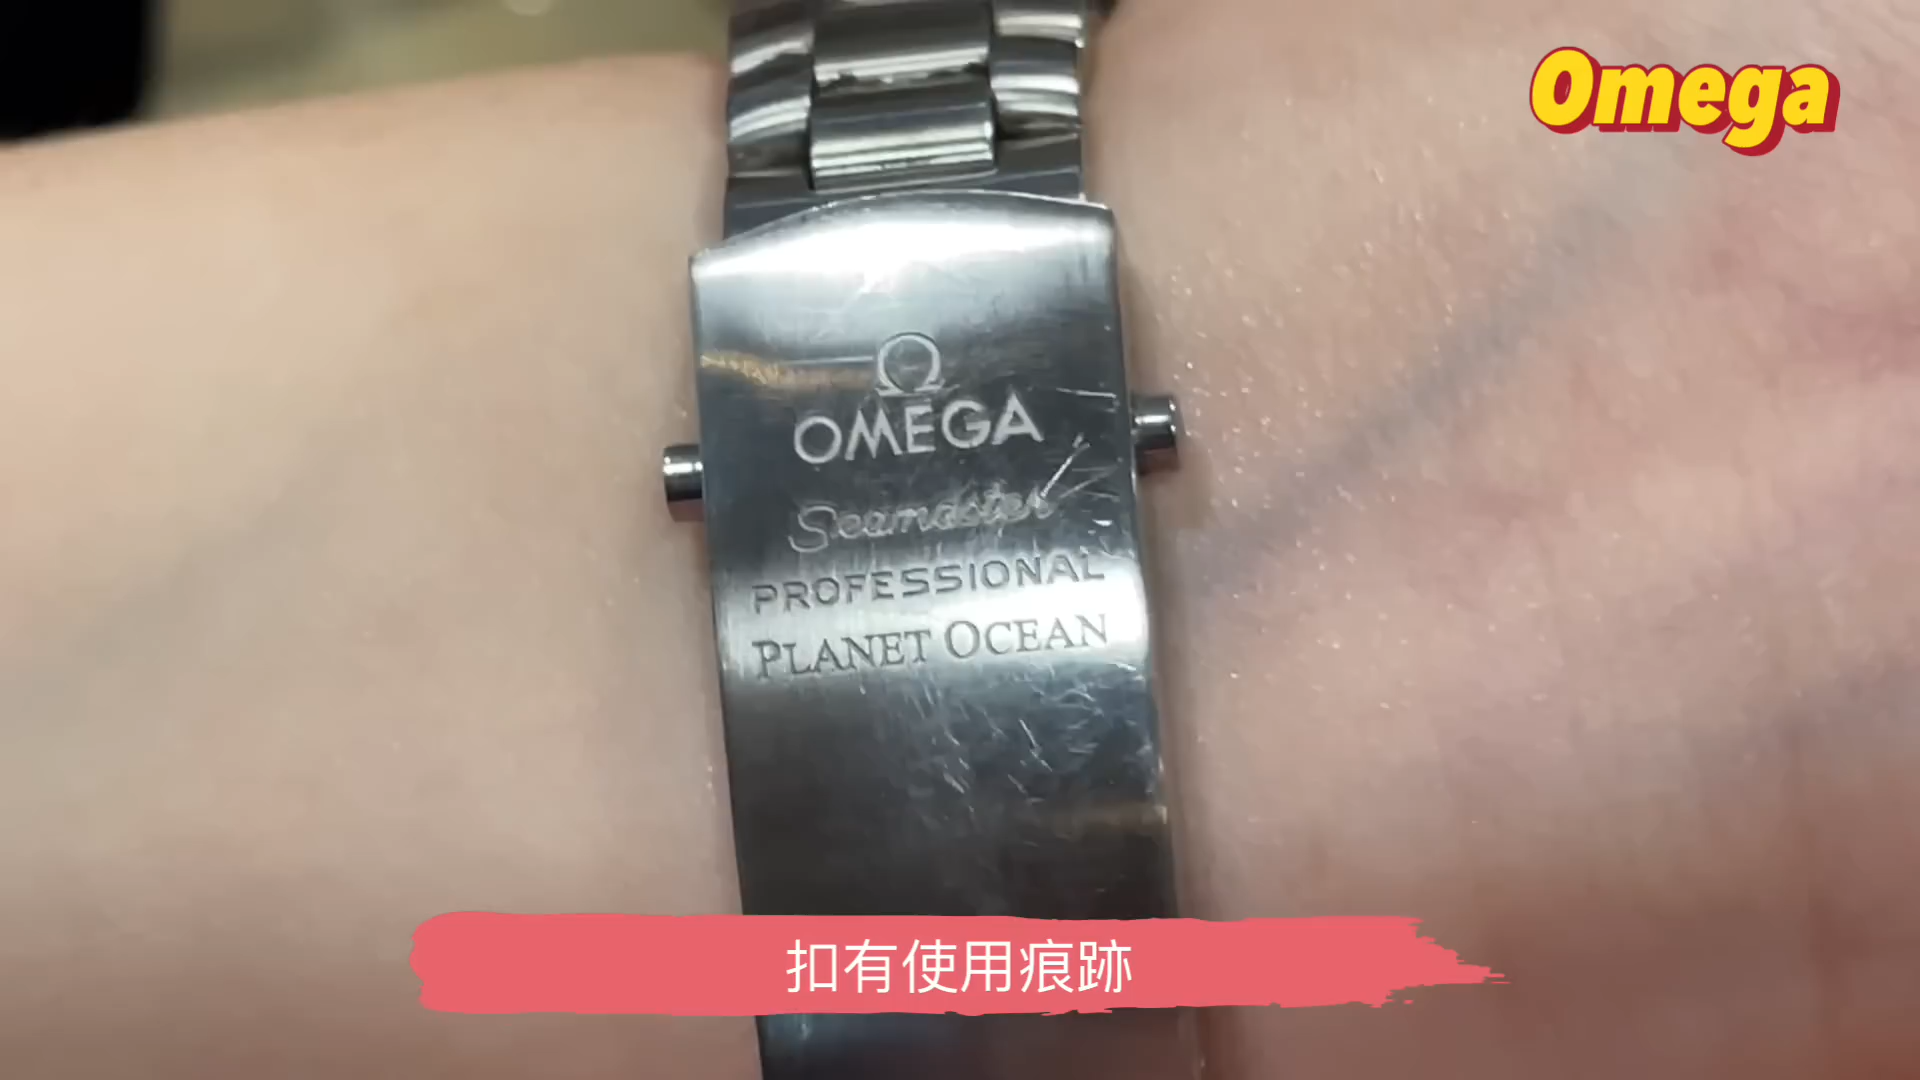 Omega
Ω
OMEGA
Seamaster
PROFESSIONAL
PLANET OCEAN
扣有使用痕跡